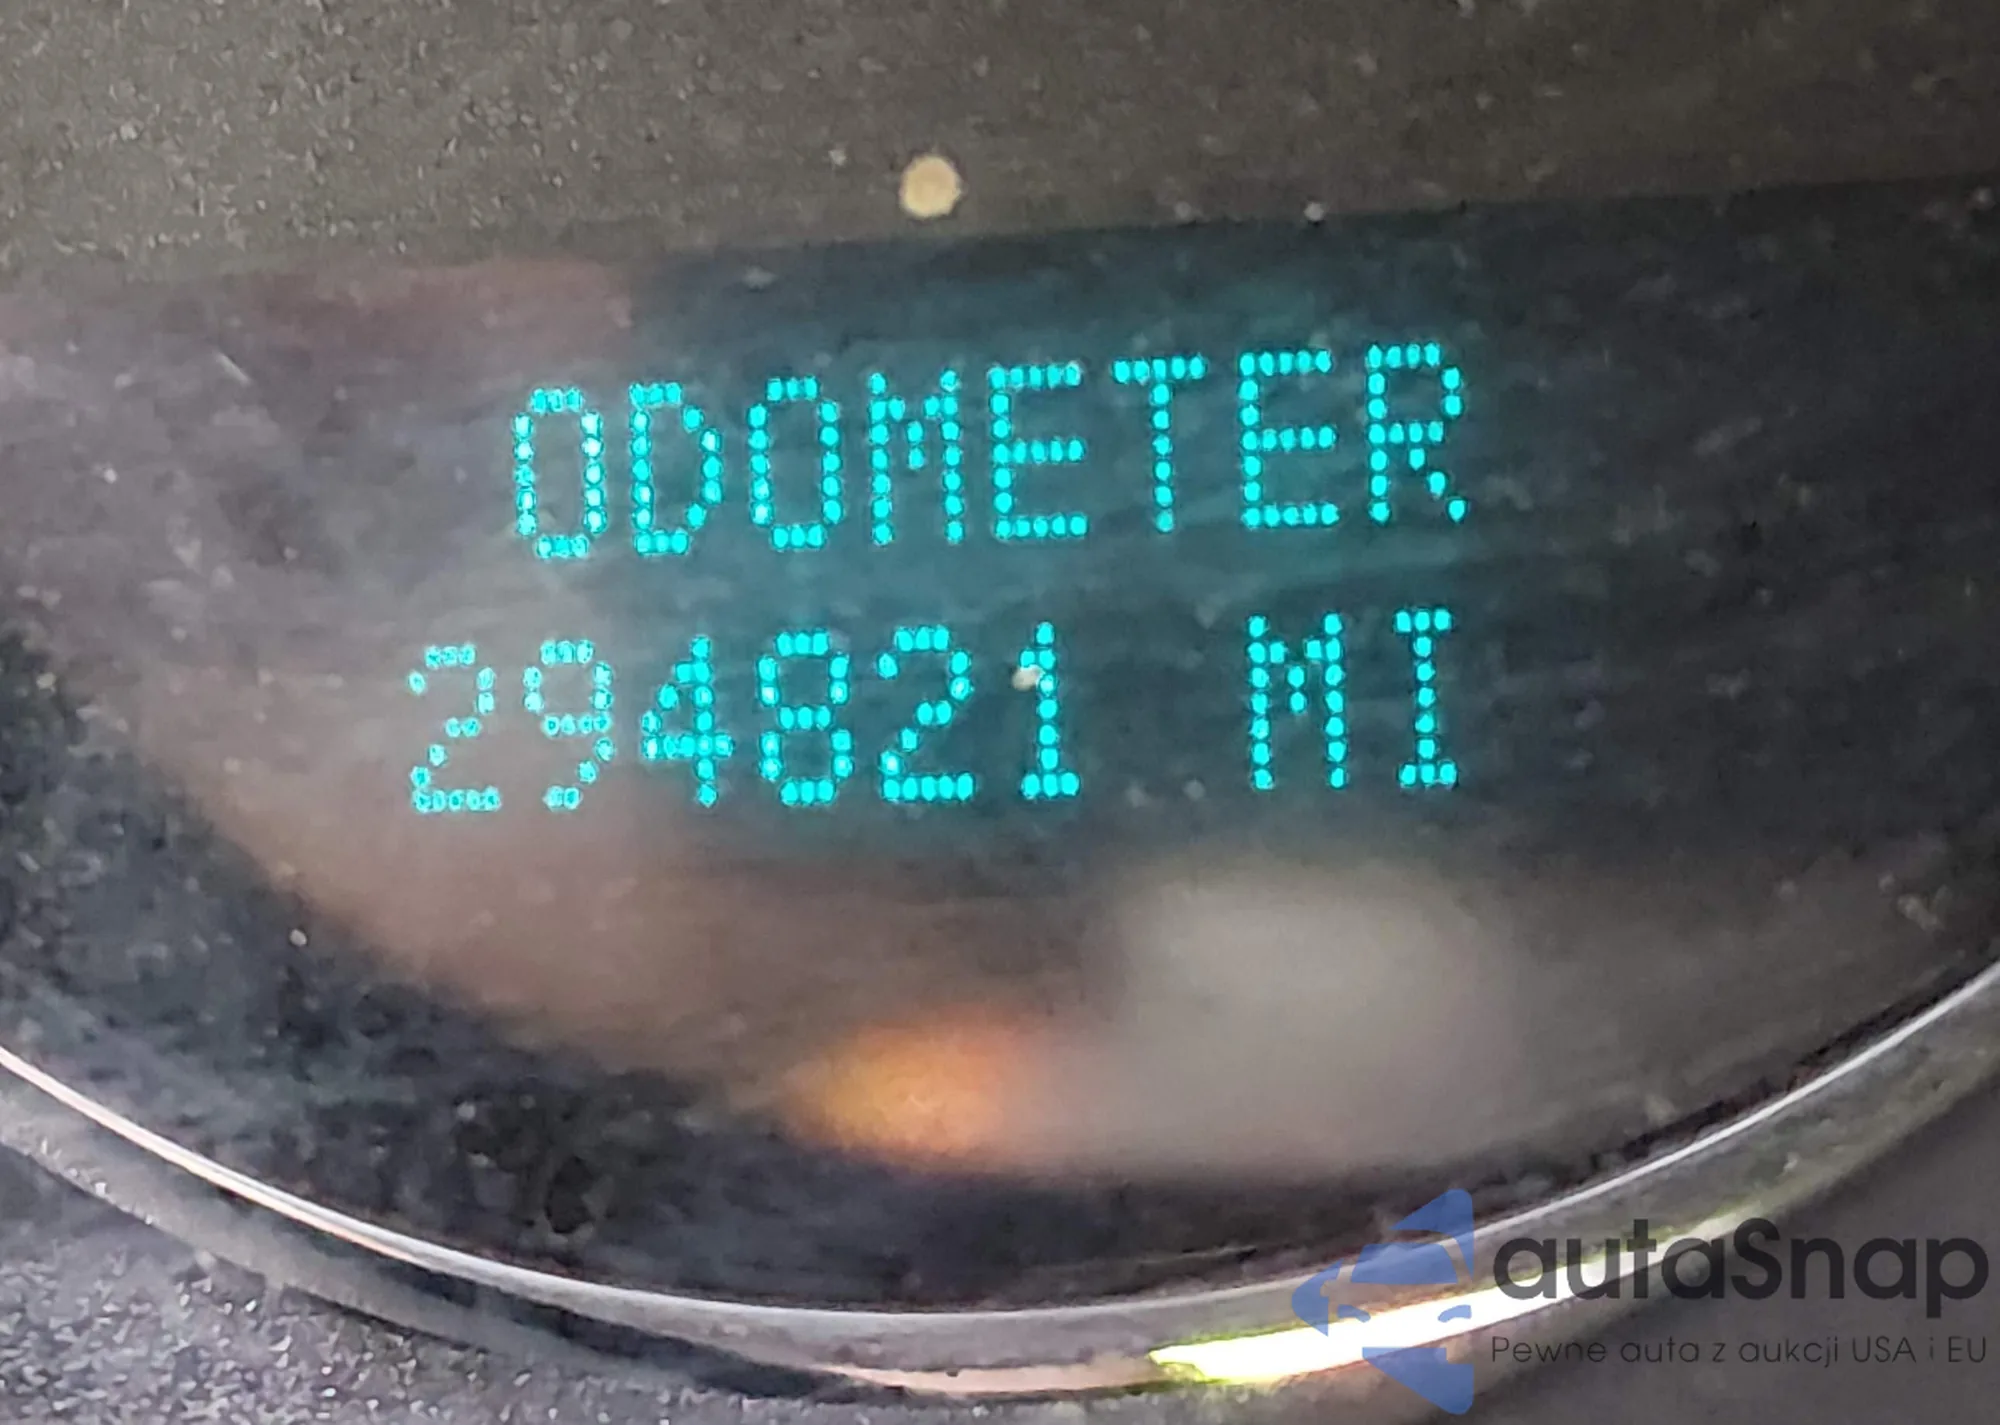 ODOMETER
294821 MI
autaSnap
Pewne auta z aukcji USA i EU